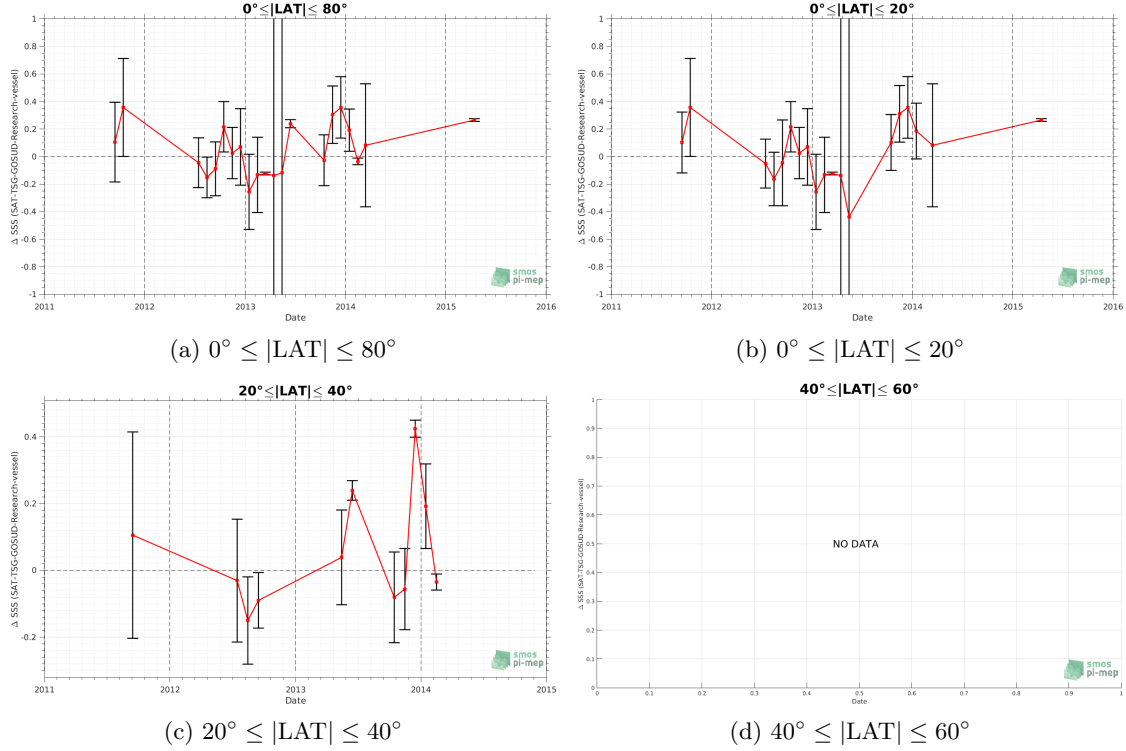 0°≤|LAT|≤ 80°
Δ SSS (SAT-TSG-GOSUD-Research-vessel)
1
0.8
0.6
0.4
0.2
0
-0.2
-0.4
-0.6
-0.8
-1
2011 2012 2013 2014 2015 2016
Date
smos
pi-mep
(a) 0° ≤ |LAT| ≤ 80°
0°≤|LAT|≤ 20°
Δ SSS (SAT-TSG-GOSUD-Research-vessel)
1
0.8
0.6
0.4
0.2
0
-0.2
-0.4
-0.6
-0.8
-1
2011 2012 2013 2014 2015 2016
Date
smos
pi-mep
(b) 0° ≤ |LAT| ≤ 20°
20°≤|LAT|≤ 40°
Δ SSS (SAT-TSG-GOSUD-Research-vessel)
0.4
0.2
0
-0.2
2011 2012 2013 2014 2015
Date
smos
pi-mep
(c) 20° ≤ |LAT| ≤ 40°
40°≤|LAT|≤ 60°
Δ SSS (SAT-TSG-GOSUD-Research-vessel)
1
0.9
0.8
0.7
0.6
0.5
0.4
0.3
0.2
0.1
0
NO DATA
0 0.1 0.2 0.3 0.4 0.5 0.6 0.7 0.8 0.9 1
Date
smos
pi-mep
(d) 40° ≤ |LAT| ≤ 60°